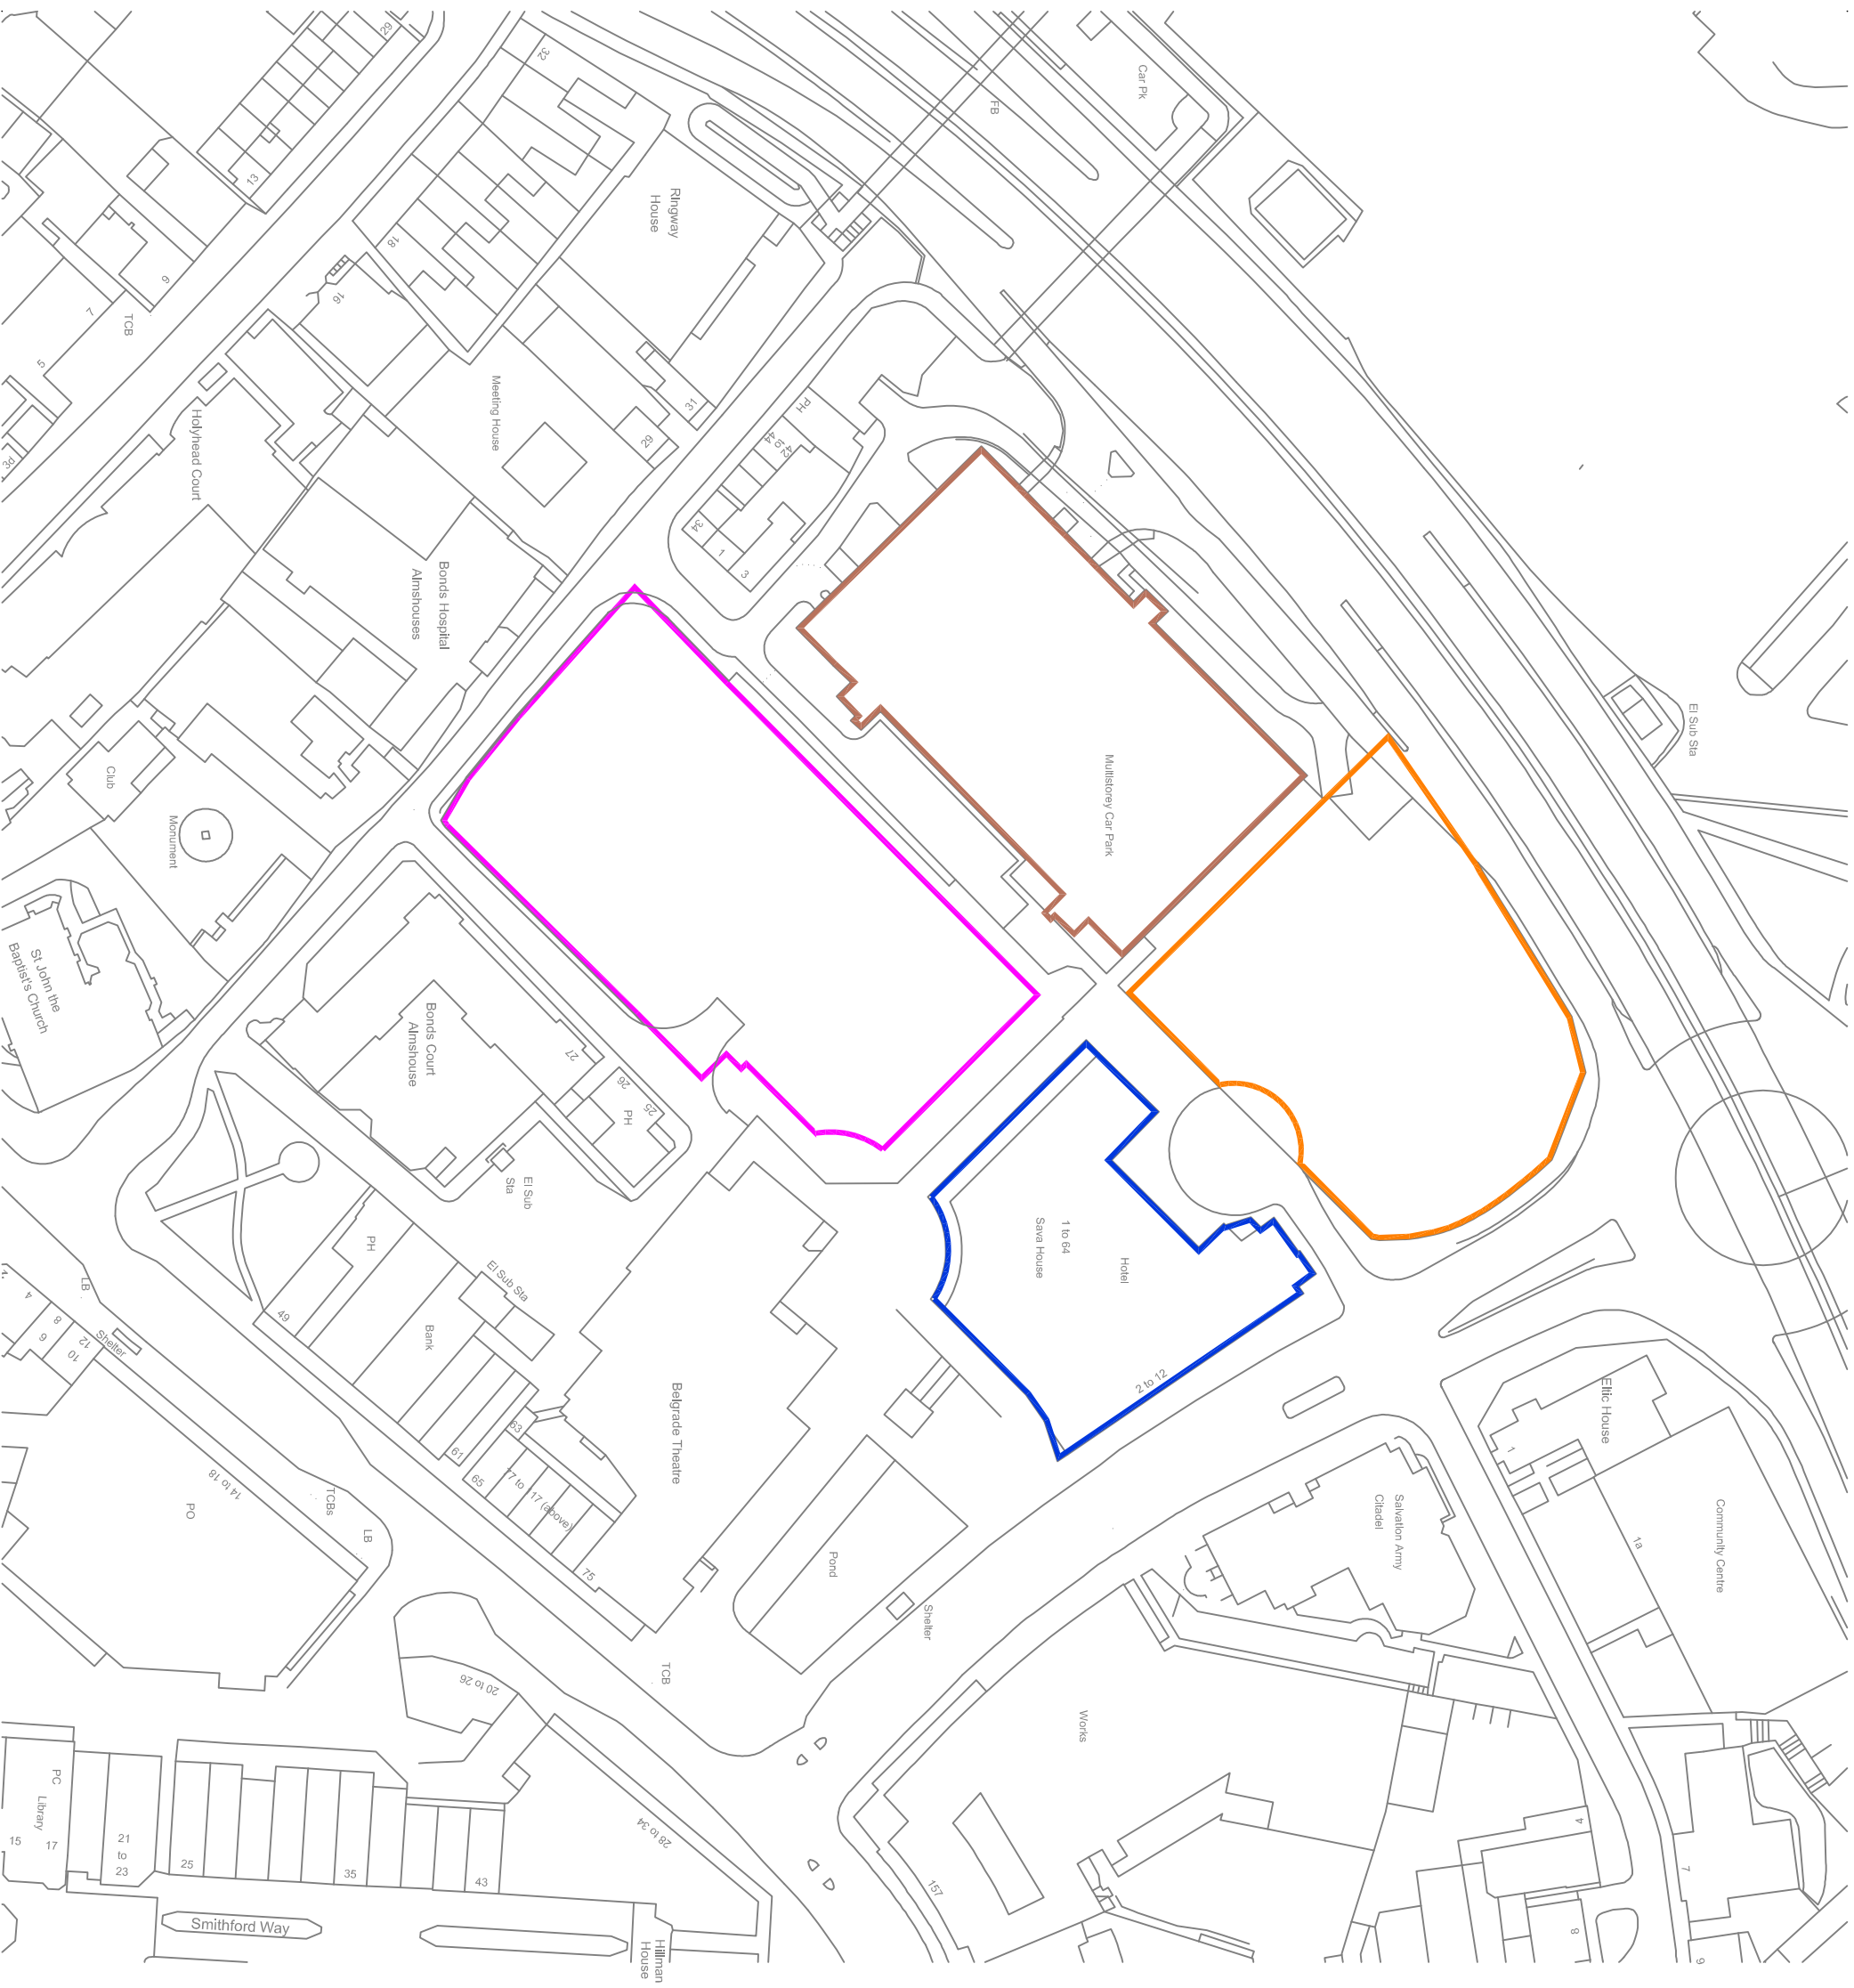 29
32
13
Car Pk
FB
Ringway
House
18
9
16
7
TCB
5
3d
Meeting House
31
29
PH
42 to 44
34
1
3
Holyhead Court
Bonds Hospital
Almshouses
El Sub Sta
Club
Monument
Multistorey Car Park
St John the
Baptist's Church
Bonds Court
Almshouse
27
26
25
PH
El Sub
Sta
PH
El Sub Sta
49
Bank
61
63
65
77 to
17 (above)
75
Belgrade Theatre
1 to 64
Sava House
Hotel
2 to 12
LB
4
8
6
12
10
Shelter
14 to 18
PO
TCBs
LB
Pond
Shelter
TCB
Eltic House
1
1a
Community Centre
Salvation Army
Citadel
Works
20 to 26
28 to 34
PC
Library
15
17
21
to
23
25
35
43
Smithford Way
Hillman
House
157
4
7
8
9